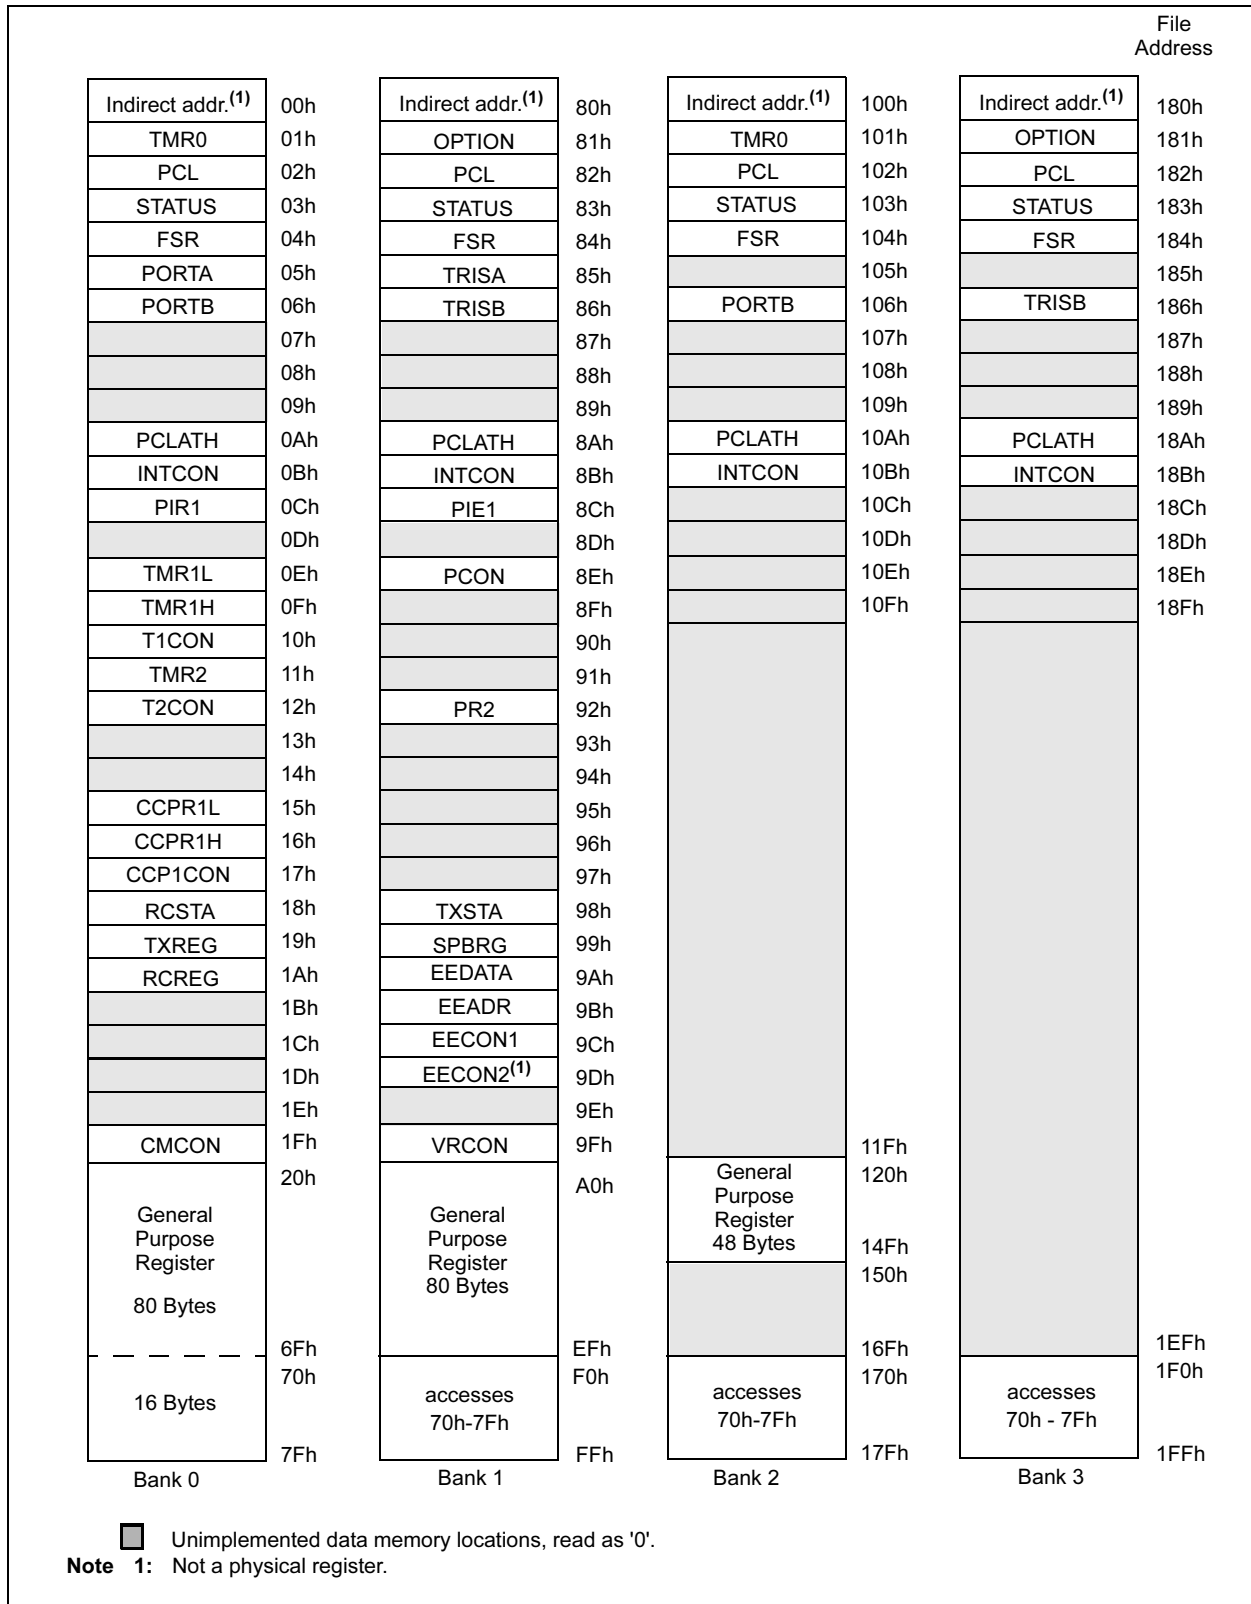 File
Address
Indirect addr.(1) 00h
TMR0 01h
PCL 02h
STATUS 03h
FSR 04h
PORTA 05h
PORTB 06h
07h
08h
09h
PCLATH 0Ah
INTCON 0Bh
PIR1 0Ch
0Dh
TMR1L 0Eh
TMR1H 0Fh
T1CON 10h
TMR2 11h
T2CON 12h
13h
14h
CCPR1L 15h
CCPR1H 16h
CCP1CON 17h
RCSTA 18h
TXREG 19h
RCREG 1Ah
1Bh
1Ch
1Dh
1Eh
CMCON 1Fh
20h
General
Purpose
Register
80 Bytes
6Fh
70h
16 Bytes
7Fh
Bank 0
Indirect addr.(1) 80h
OPTION 81h
PCL 82h
STATUS 83h
FSR 84h
TRISA 85h
TRISB 86h
87h
88h
89h
PCLATH 8Ah
INTCON 8Bh
PIE1 8Ch
8Dh
PCON 8Eh
8Fh
90h
91h
PR2 92h
93h
94h
95h
96h
97h
TXSTA 98h
SPBRG 99h
EEDATA 9Ah
EEADR 9Bh
EECON1 9Ch
EECON2(1) 9Dh
9Eh
VRCON 9Fh
A0h
General
Purpose
Register
80 Bytes
EFh
F0h
accesses
70h-7Fh
FFh
Bank 1
Indirect addr.(1) 100h
TMR0 101h
PCL 102h
STATUS 103h
FSR 104h
105h
PORTB 106h
107h
108h
109h
PCLATH 10Ah
INTCON 10Bh
10Ch
10Dh
10Eh
10Fh
11Fh
General 120h
Purpose
Register
48 Bytes 14Fh
150h
16Fh
170h
accesses
70h-7Fh
17Fh
Bank 2
Indirect addr.(1) 180h
OPTION 181h
PCL 182h
STATUS 183h
FSR 184h
185h
TRISB 186h
187h
188h
189h
PCLATH 18Ah
INTCON 18Bh
18Ch
18Dh
18Eh
18Fh
1EFh
1F0h
accesses
70h - 7Fh
1FFh
Bank 3
Unimplemented data memory locations, read as '0'.
Note 1: Not a physical register.